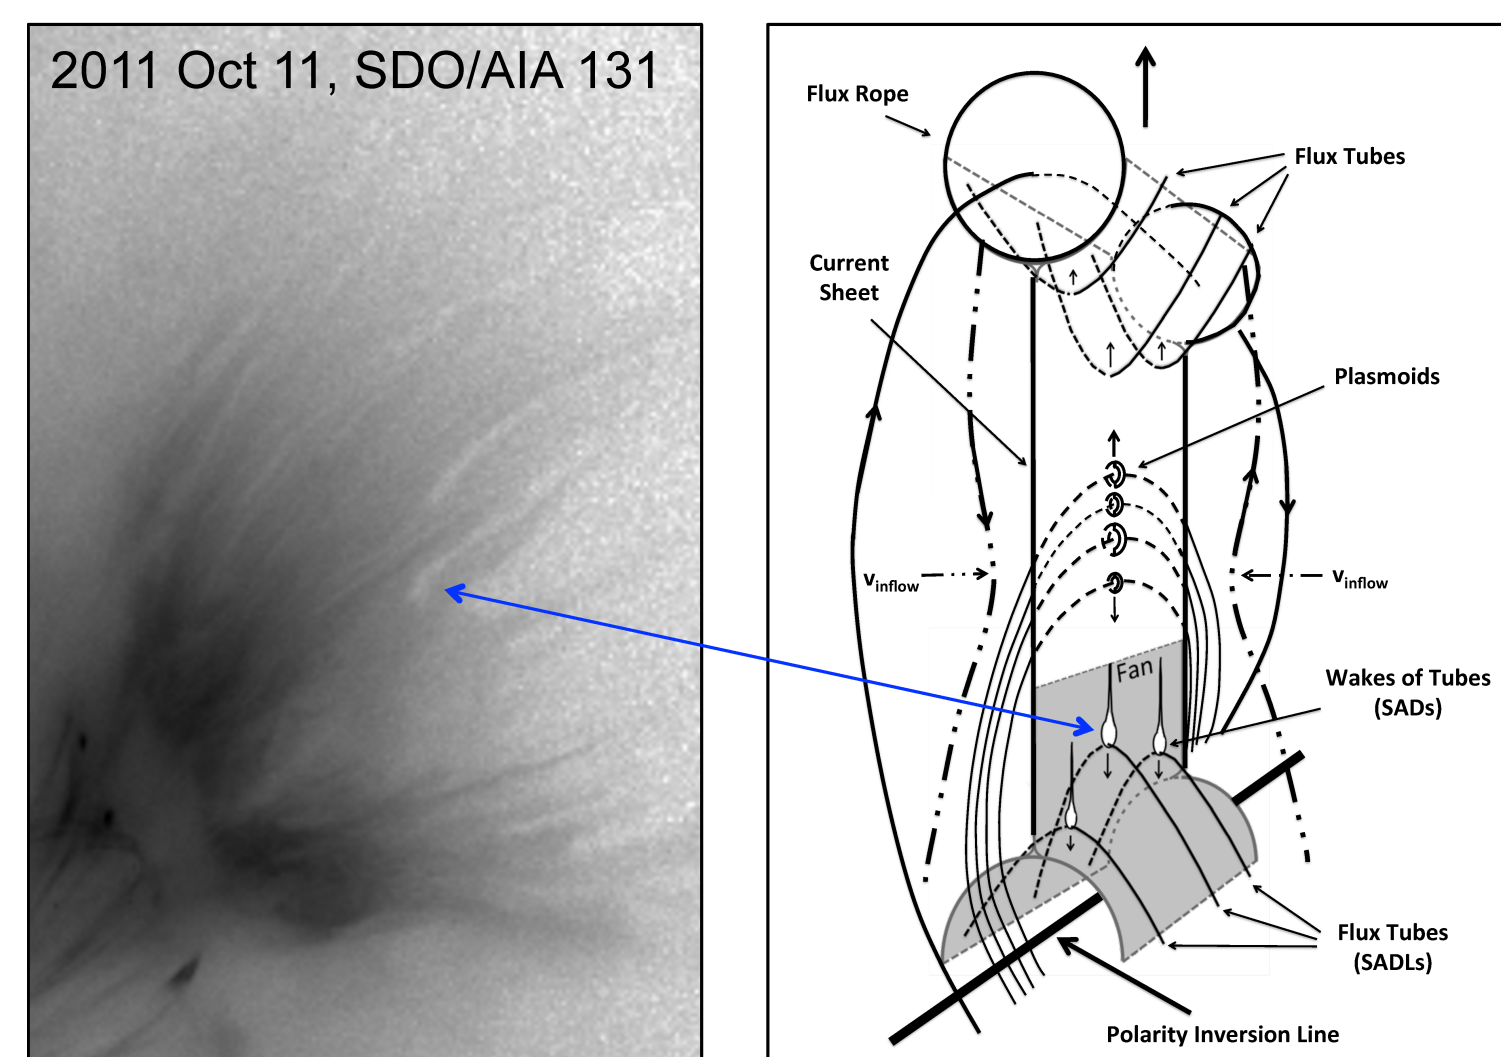 2011 Oct 11, SDO/AIA 131
Flux Rope
Flux Tubes
Current
Sheet
Plasmoids
vinflow
vinflow
Fan
Wakes of Tubes
(SADs)
Flux Tubes
(SADLs)
Polarity Inversion Line